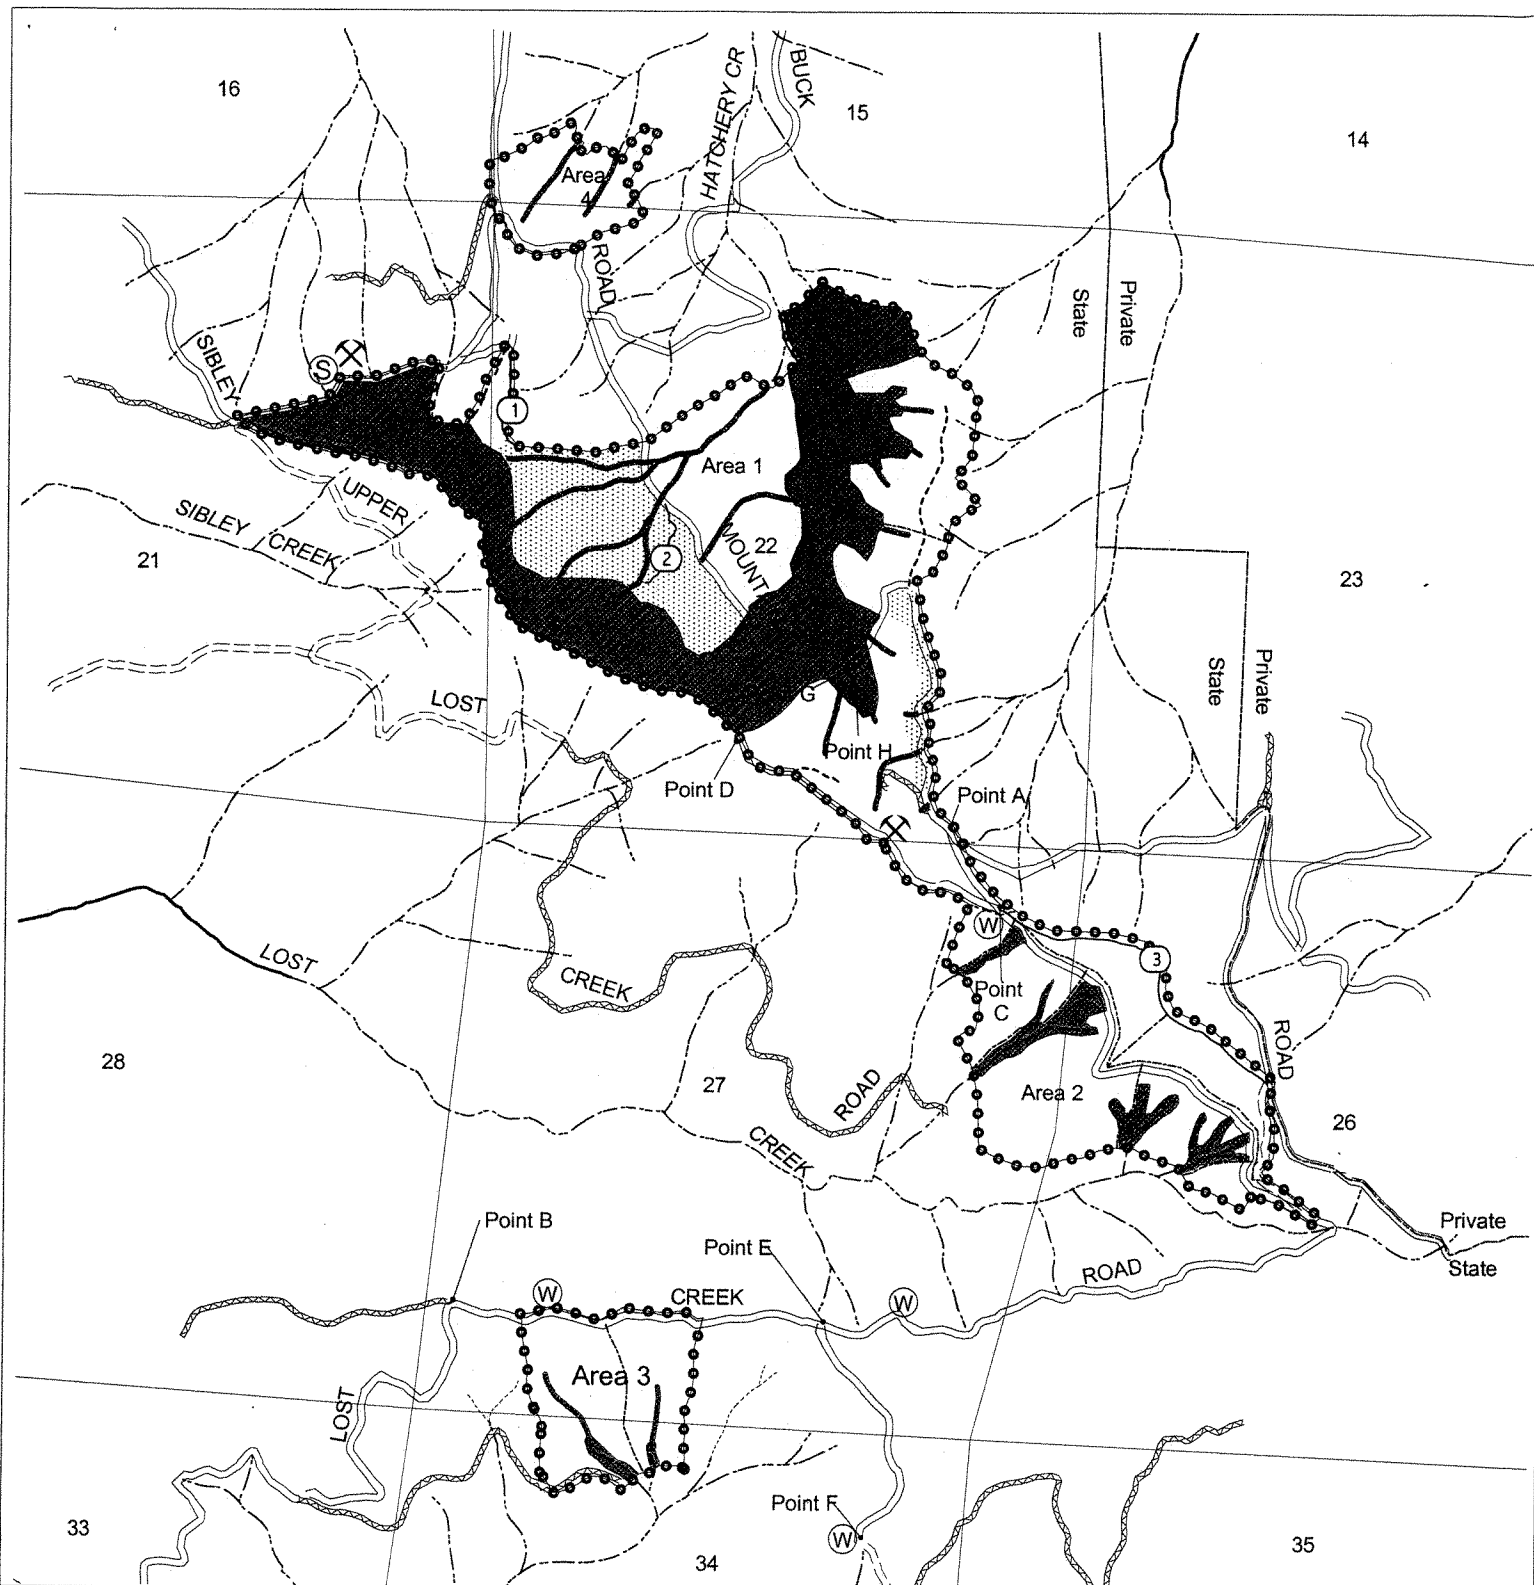 16
HATCHERY CR
BUCK
15
14
Area
4
ROAD
State
Private
SIBLEY
S
1
Area 1
UPPER
SIBLEY
CREEK
21
MOUNT
22
2
23
State
Private
LOST
G
Point H
Point D
Point A
W
LOST
CREEK
Point
C
3
28
27
ROAD
Area 2
ROAD
26
CREEK
Point B
Point E
Private
State
W
CREEK
W
ROAD
Area 3
LOST
Point F
W
33
34
35